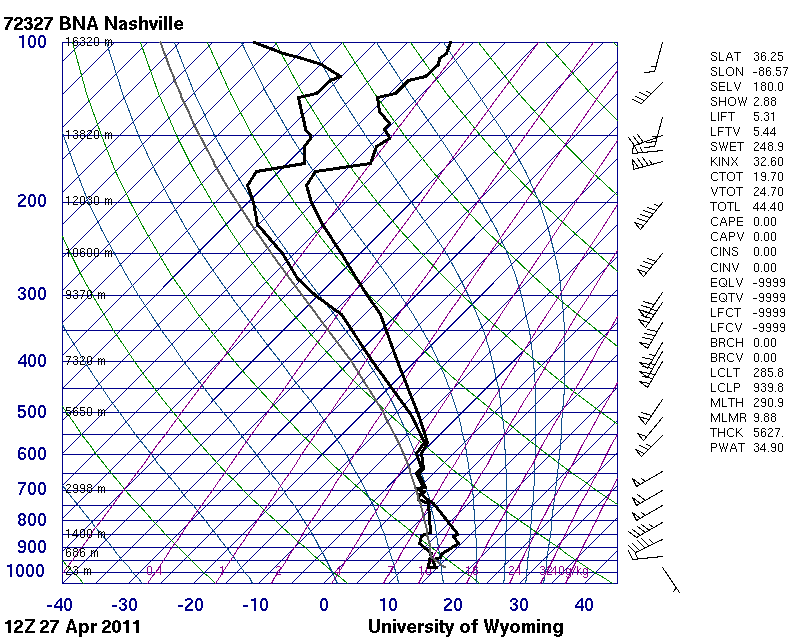 72327 BNA Nashville
100
16320 m
13820 m
200
12030 m
10600 m
300
9370 m
400
7320 m
500
5650 m
600
700
2998 m
800
1480 m
900
686 m
1000
23 m
0.4
1
2
4
7
10
16
24
32
40g/kg
-40 -30 -20 -10 0 10 20 30 40
12Z 27 Apr 2011
University of Wyoming
SLAT 36.25
SLON -86.57
SELV 180.0
SHOW 2.88
LIFT 5.31
LFTV 5.44
SWET 248.9
KINX 32.60
CTOT 19.70
VTOT 24.70
TOTL 44.40
CAPE 0.00
CAPV 0.00
CINS 0.00
CINV 0.00
EQLV -9999
EQTV -9999
LFCT -9999
LFCV -9999
BRCH 0.00
BRCV 0.00
LCLT 285.8
LCLP 939.8
MLTH 290.9
MLMR 9.88
THCK 5627.
PWAT 34.90